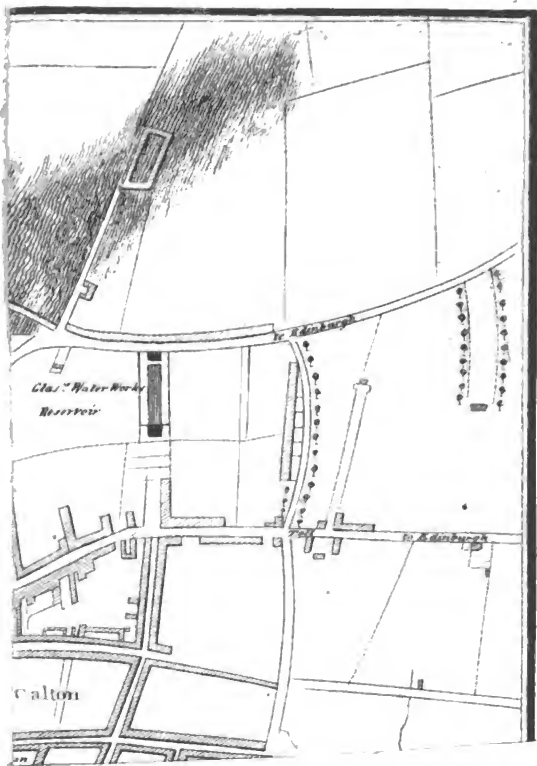 to Edinburgh
Glas.w Water Works
Reservoir
Toll
to Edinburgh
Calton